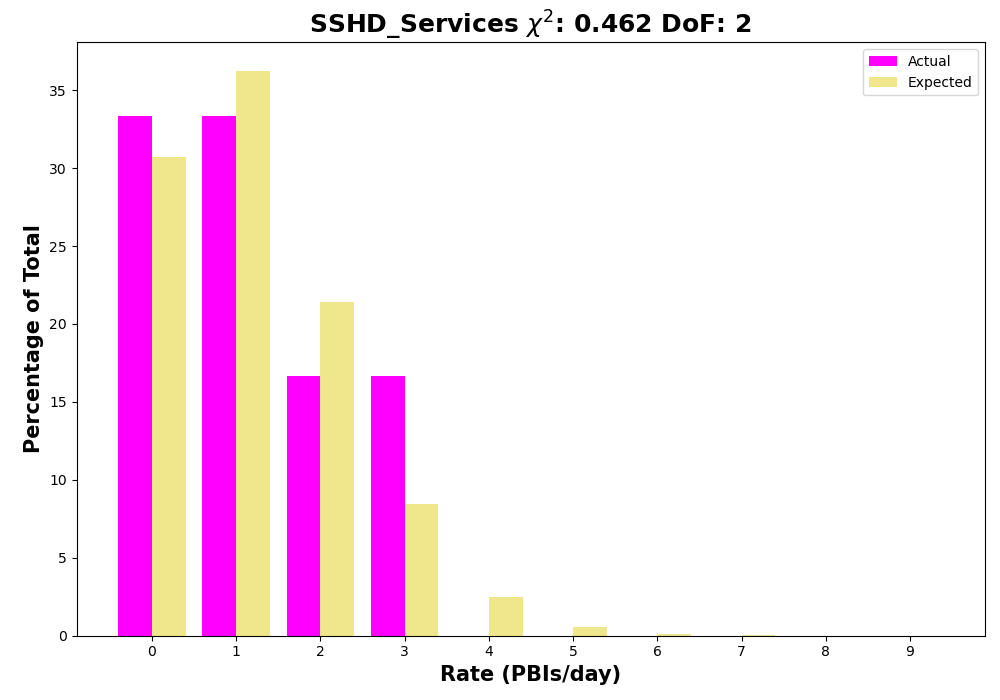 SSHD_Services χ²: 0.462 DoF: 2
Actual
Expected
Percentage of Total
35
30
25
20
15
10
5
0
0 1 2 3 4 5 6 7 8 9
Rate (PBIs/day)